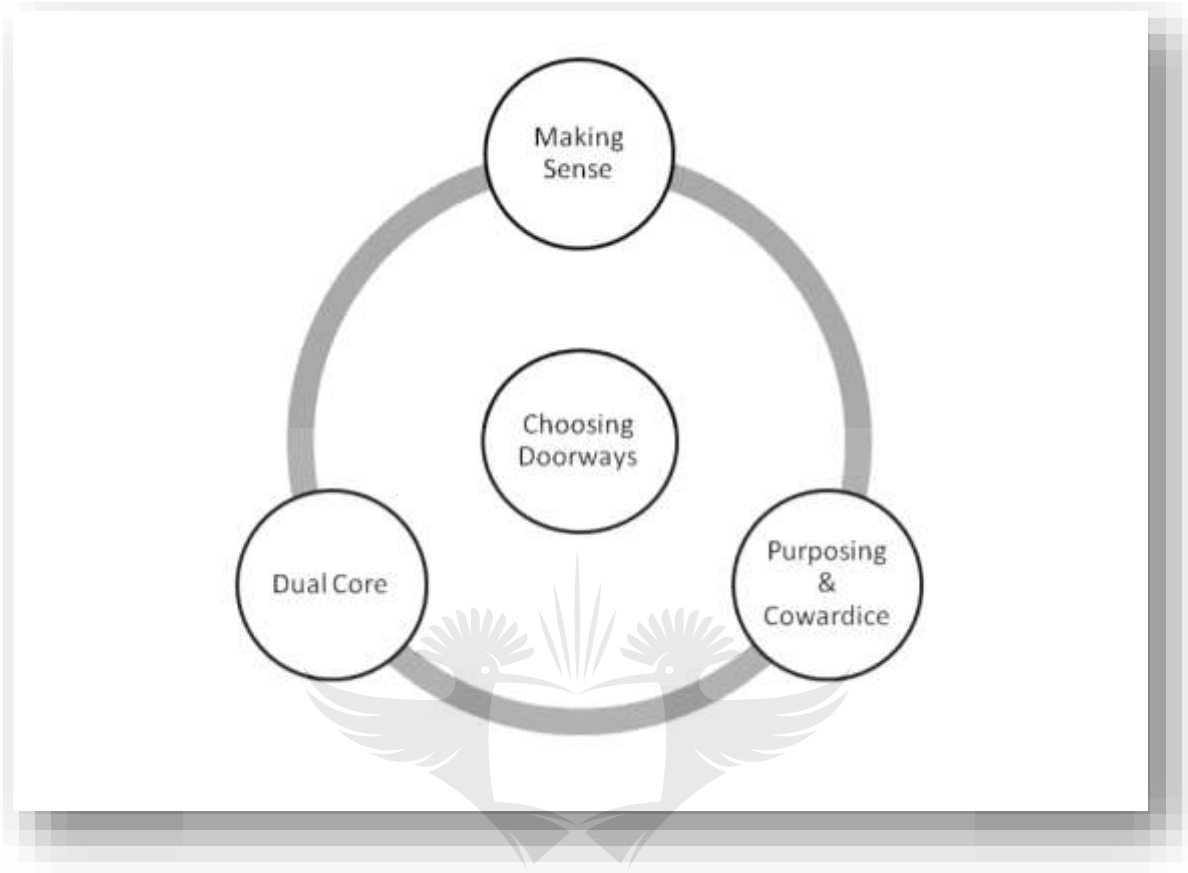 Making
Sense
Choosing
Doorways
Dual Core
Purposing
&
Cowardice